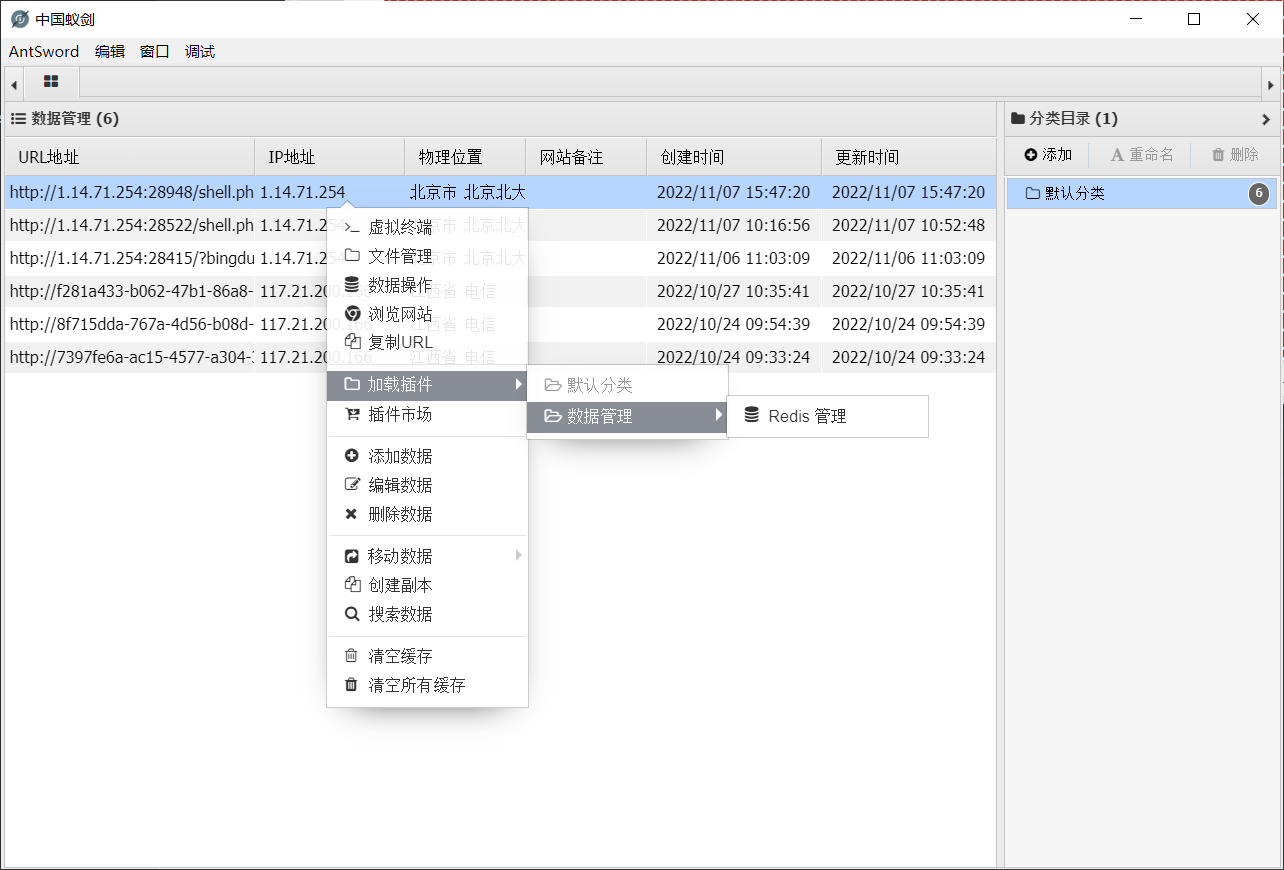 中国蚁剑
AntSword 编辑 窗口 调试
数据管理 (6)
URL地址 IP地址 物理位置 网站备注 创建时间 更新时间
http://1.14.71.254:28948/shell.ph 1.14.71.254 北京市 北京北大 2022/11/07 15:47:20 2022/11/07 15:47:20
http://1.14.71.254:28522/shell.ph 1.14.71.254 北京市 北京北大 2022/11/07 10:16:56 2022/11/07 10:52:48
http://1.14.71.254:28415/?bingdu 1.14.71.254 北京市 北京北大 2022/11/06 11:03:09 2022/11/06 11:03:09
http://f281a433-b062-47b1-86a8- 117.21.200.166 江西省 电信 2022/10/27 10:35:41 2022/10/27 10:35:41
http://8f715dda-767a-4d56-b08d- 117.21.200.166 江西省 电信 2022/10/24 09:54:39 2022/10/24 09:54:39
http://7397fe6a-ac15-4577-a304- 117.21.200.166 江西省 电信 2022/10/24 09:33:24 2022/10/24 09:33:24
虚拟终端
文件管理
数据操作
浏览网站
复制URL
加载插件
插件市场
添加数据
编辑数据
删除数据
移动数据
创建副本
搜索数据
清空缓存
清空所有缓存
默认分类
数据管理
Redis 管理
分类目录 (1)
添加 A 重命名 删除
默认分类 6